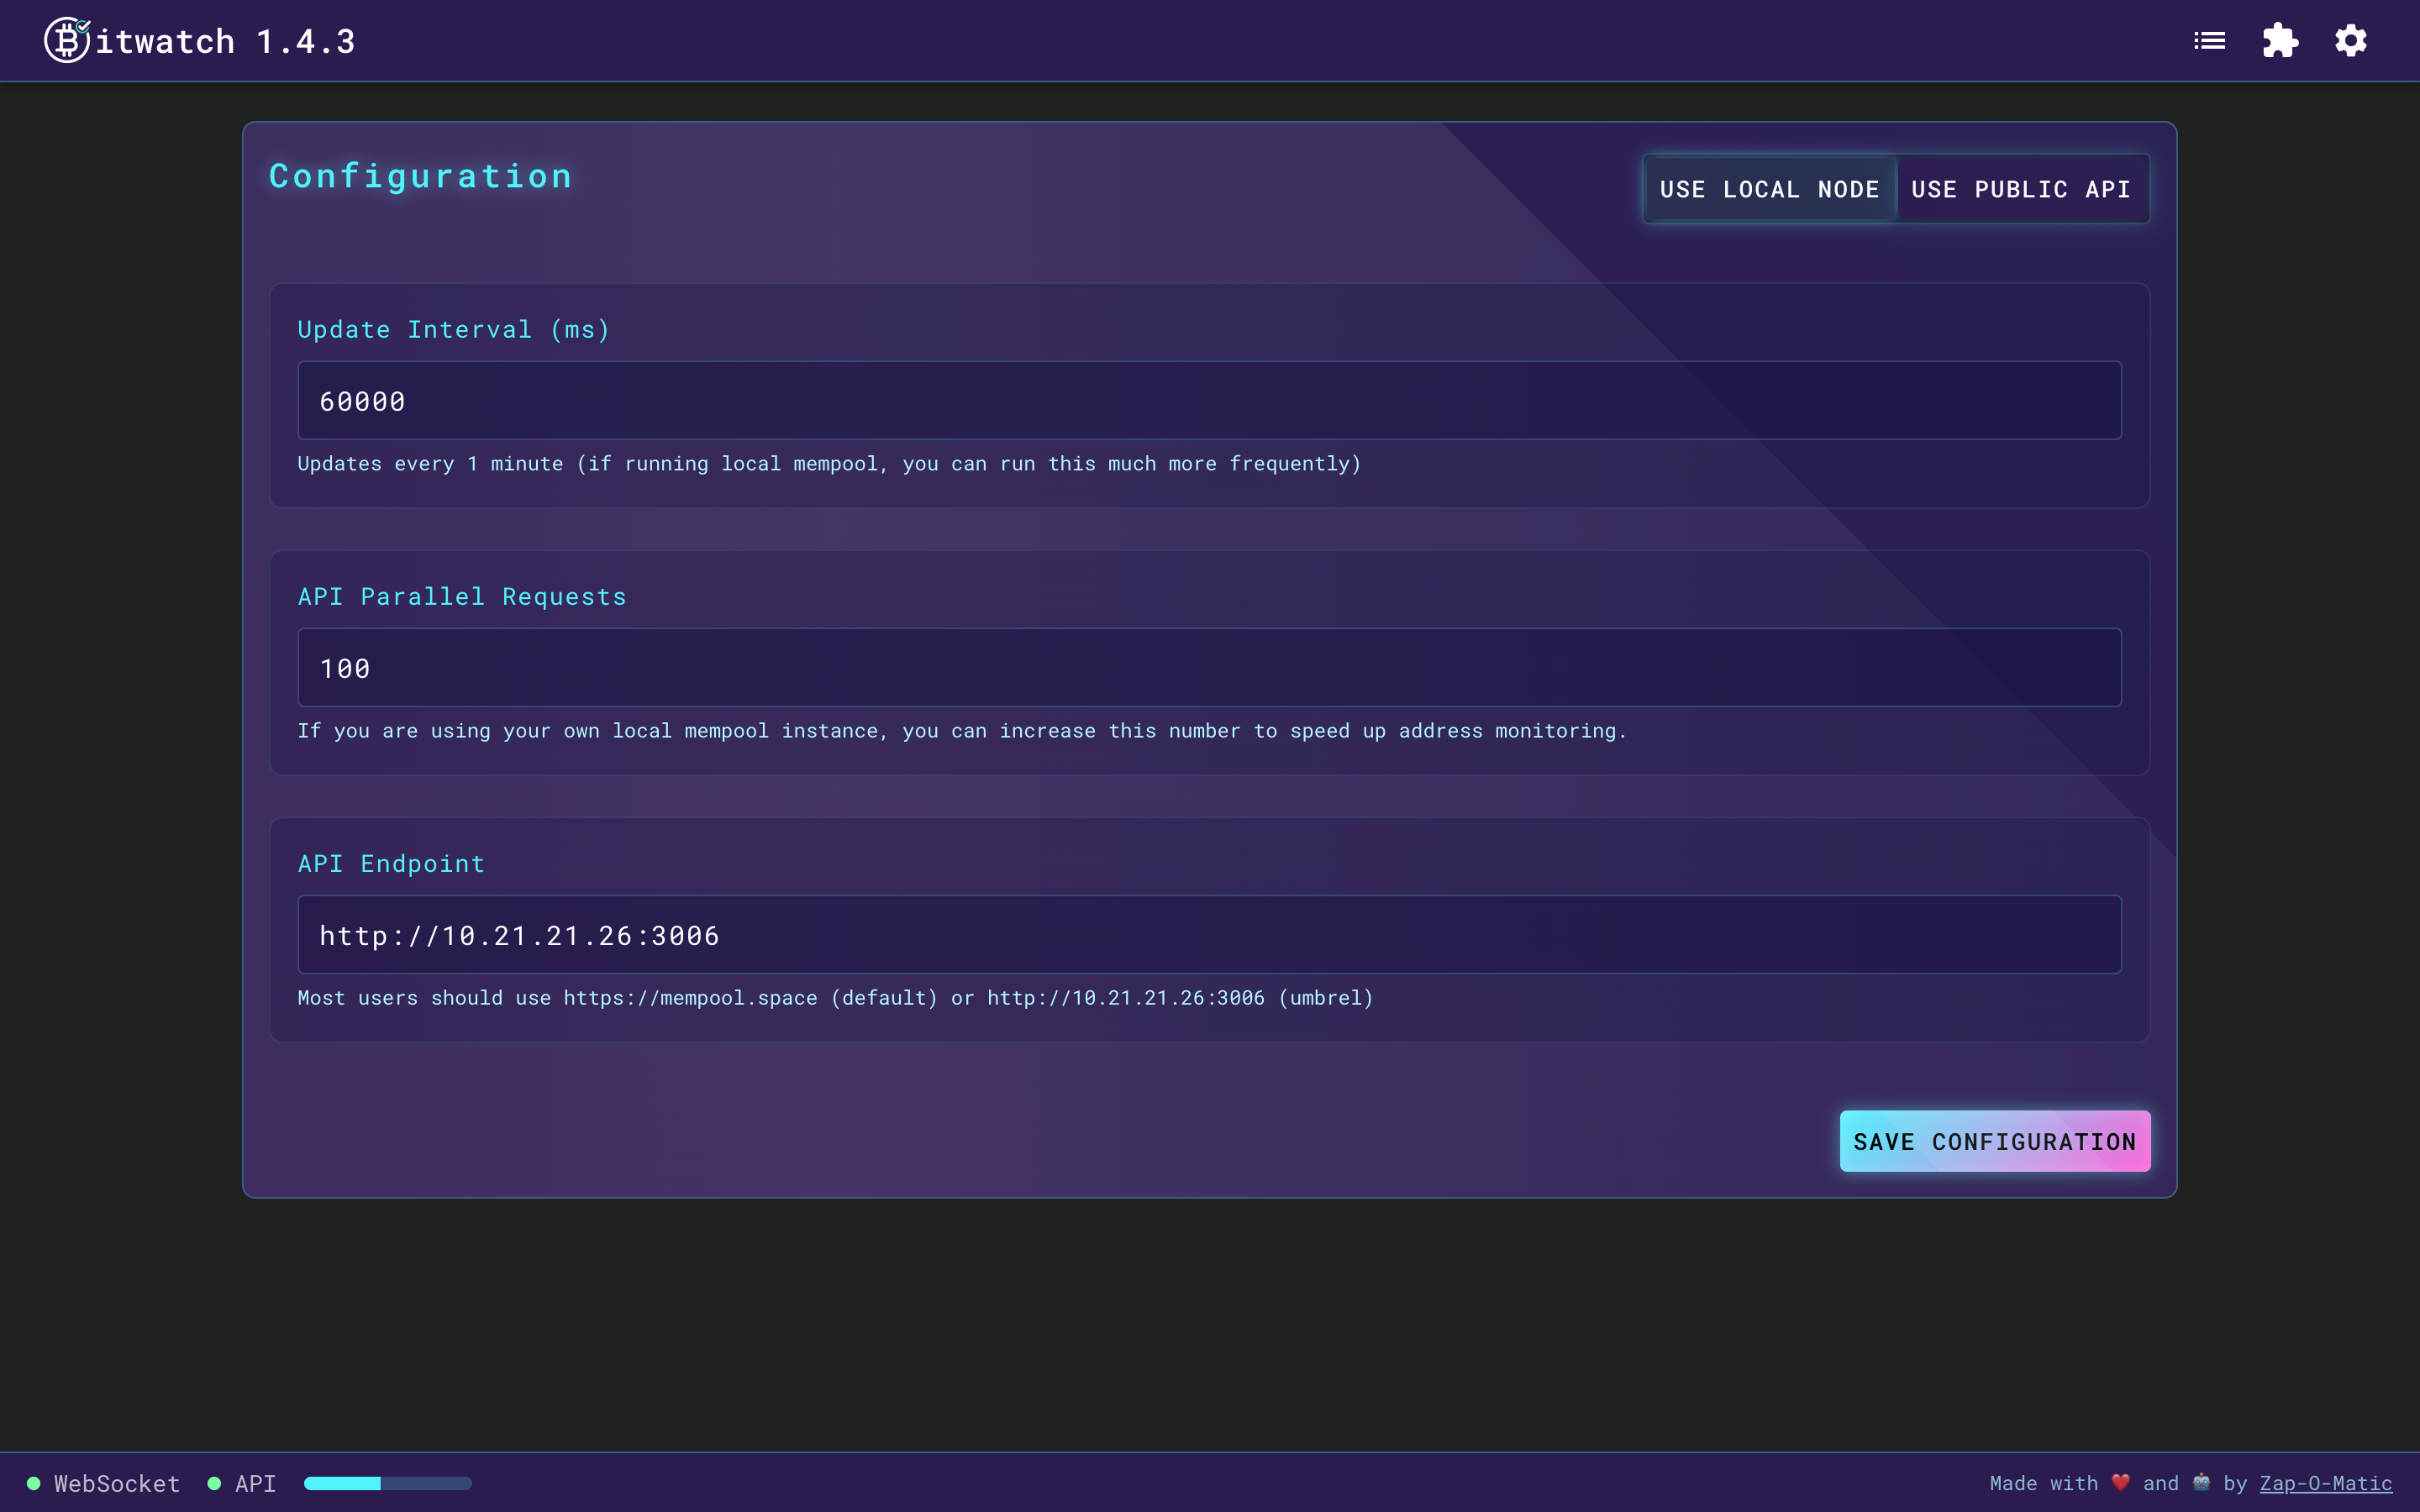 Bitwatch 1.4.3
Configuration
USE LOCAL NODE
USE PUBLIC API
Update Interval (ms)
60000
Updates every 1 minute (if running local mempool, you can run this much more frequently)
API Parallel Requests
100
If you are using your own local mempool instance, you can increase this number to speed up address monitoring.
API Endpoint
http://10.21.21.26:3006
Most users should use https://mempool.space (default) or http://10.21.21.26:3006 (umbrel)
SAVE CONFIGURATION
WebSocket
API
Made with ❤️ and 🤖 by Zap-O-Matic